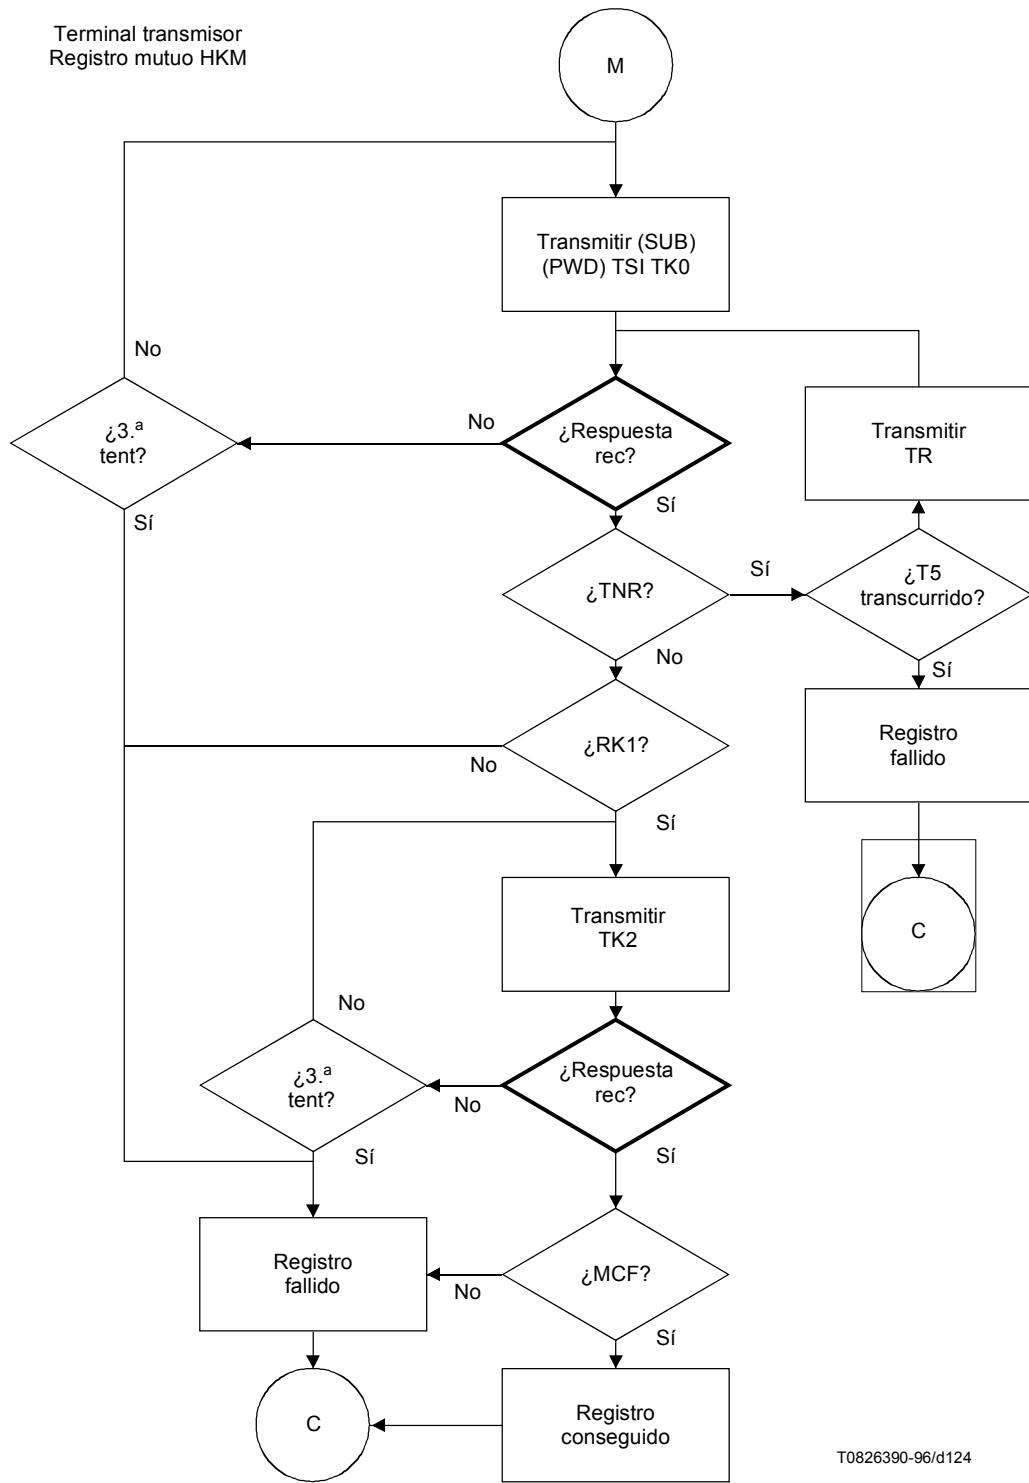 Terminal transmisor
Registro mutuo HKM
M
Transmitir (SUB)
(PWD) TSI TK0
No
¿3.ª
tent?
No
¿Respuesta
rec?
Transmitir
TR
Sí
Sí
¿TNR?
Sí
¿T5
transcurrido?
No
Sí
¿RK1?
No
Registro
fallido
Sí
Transmitir
TK2
C
No
¿3.ª
tent?
No
¿Respuesta
rec?
Sí
Sí
Registro
fallido
No
¿MCF?
Sí
C
Registro
conseguido
T0826390-96/d124